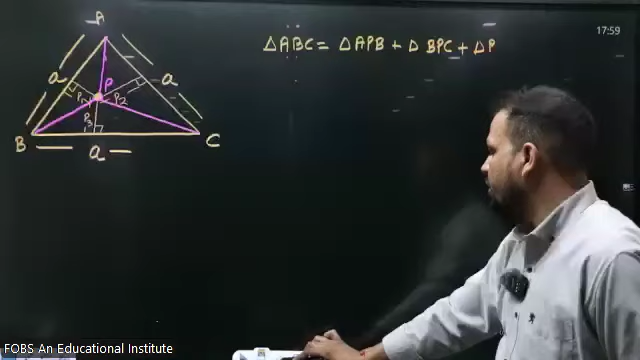 A
ΔABC = ΔAPB + Δ BPC + ΔP
17:59
a
a
P
P1
P2
P3
B
a
C
FOBS An Educational Institute